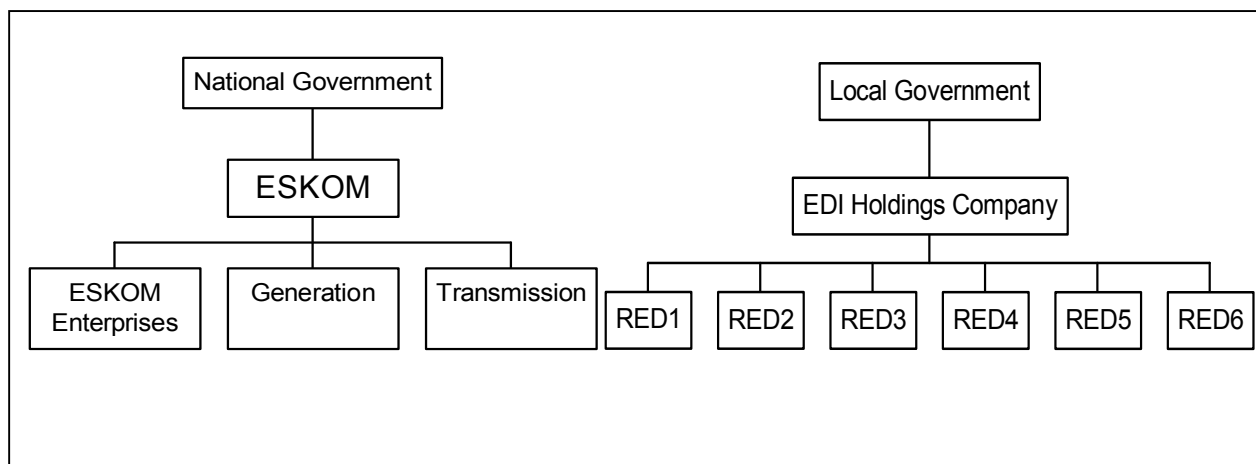 National Government
ESKOM
ESKOM
Enterprises
Generation
Transmission
Local Government
EDI Holdings Company
RED1
RED2
RED3
RED4
RED5
RED6